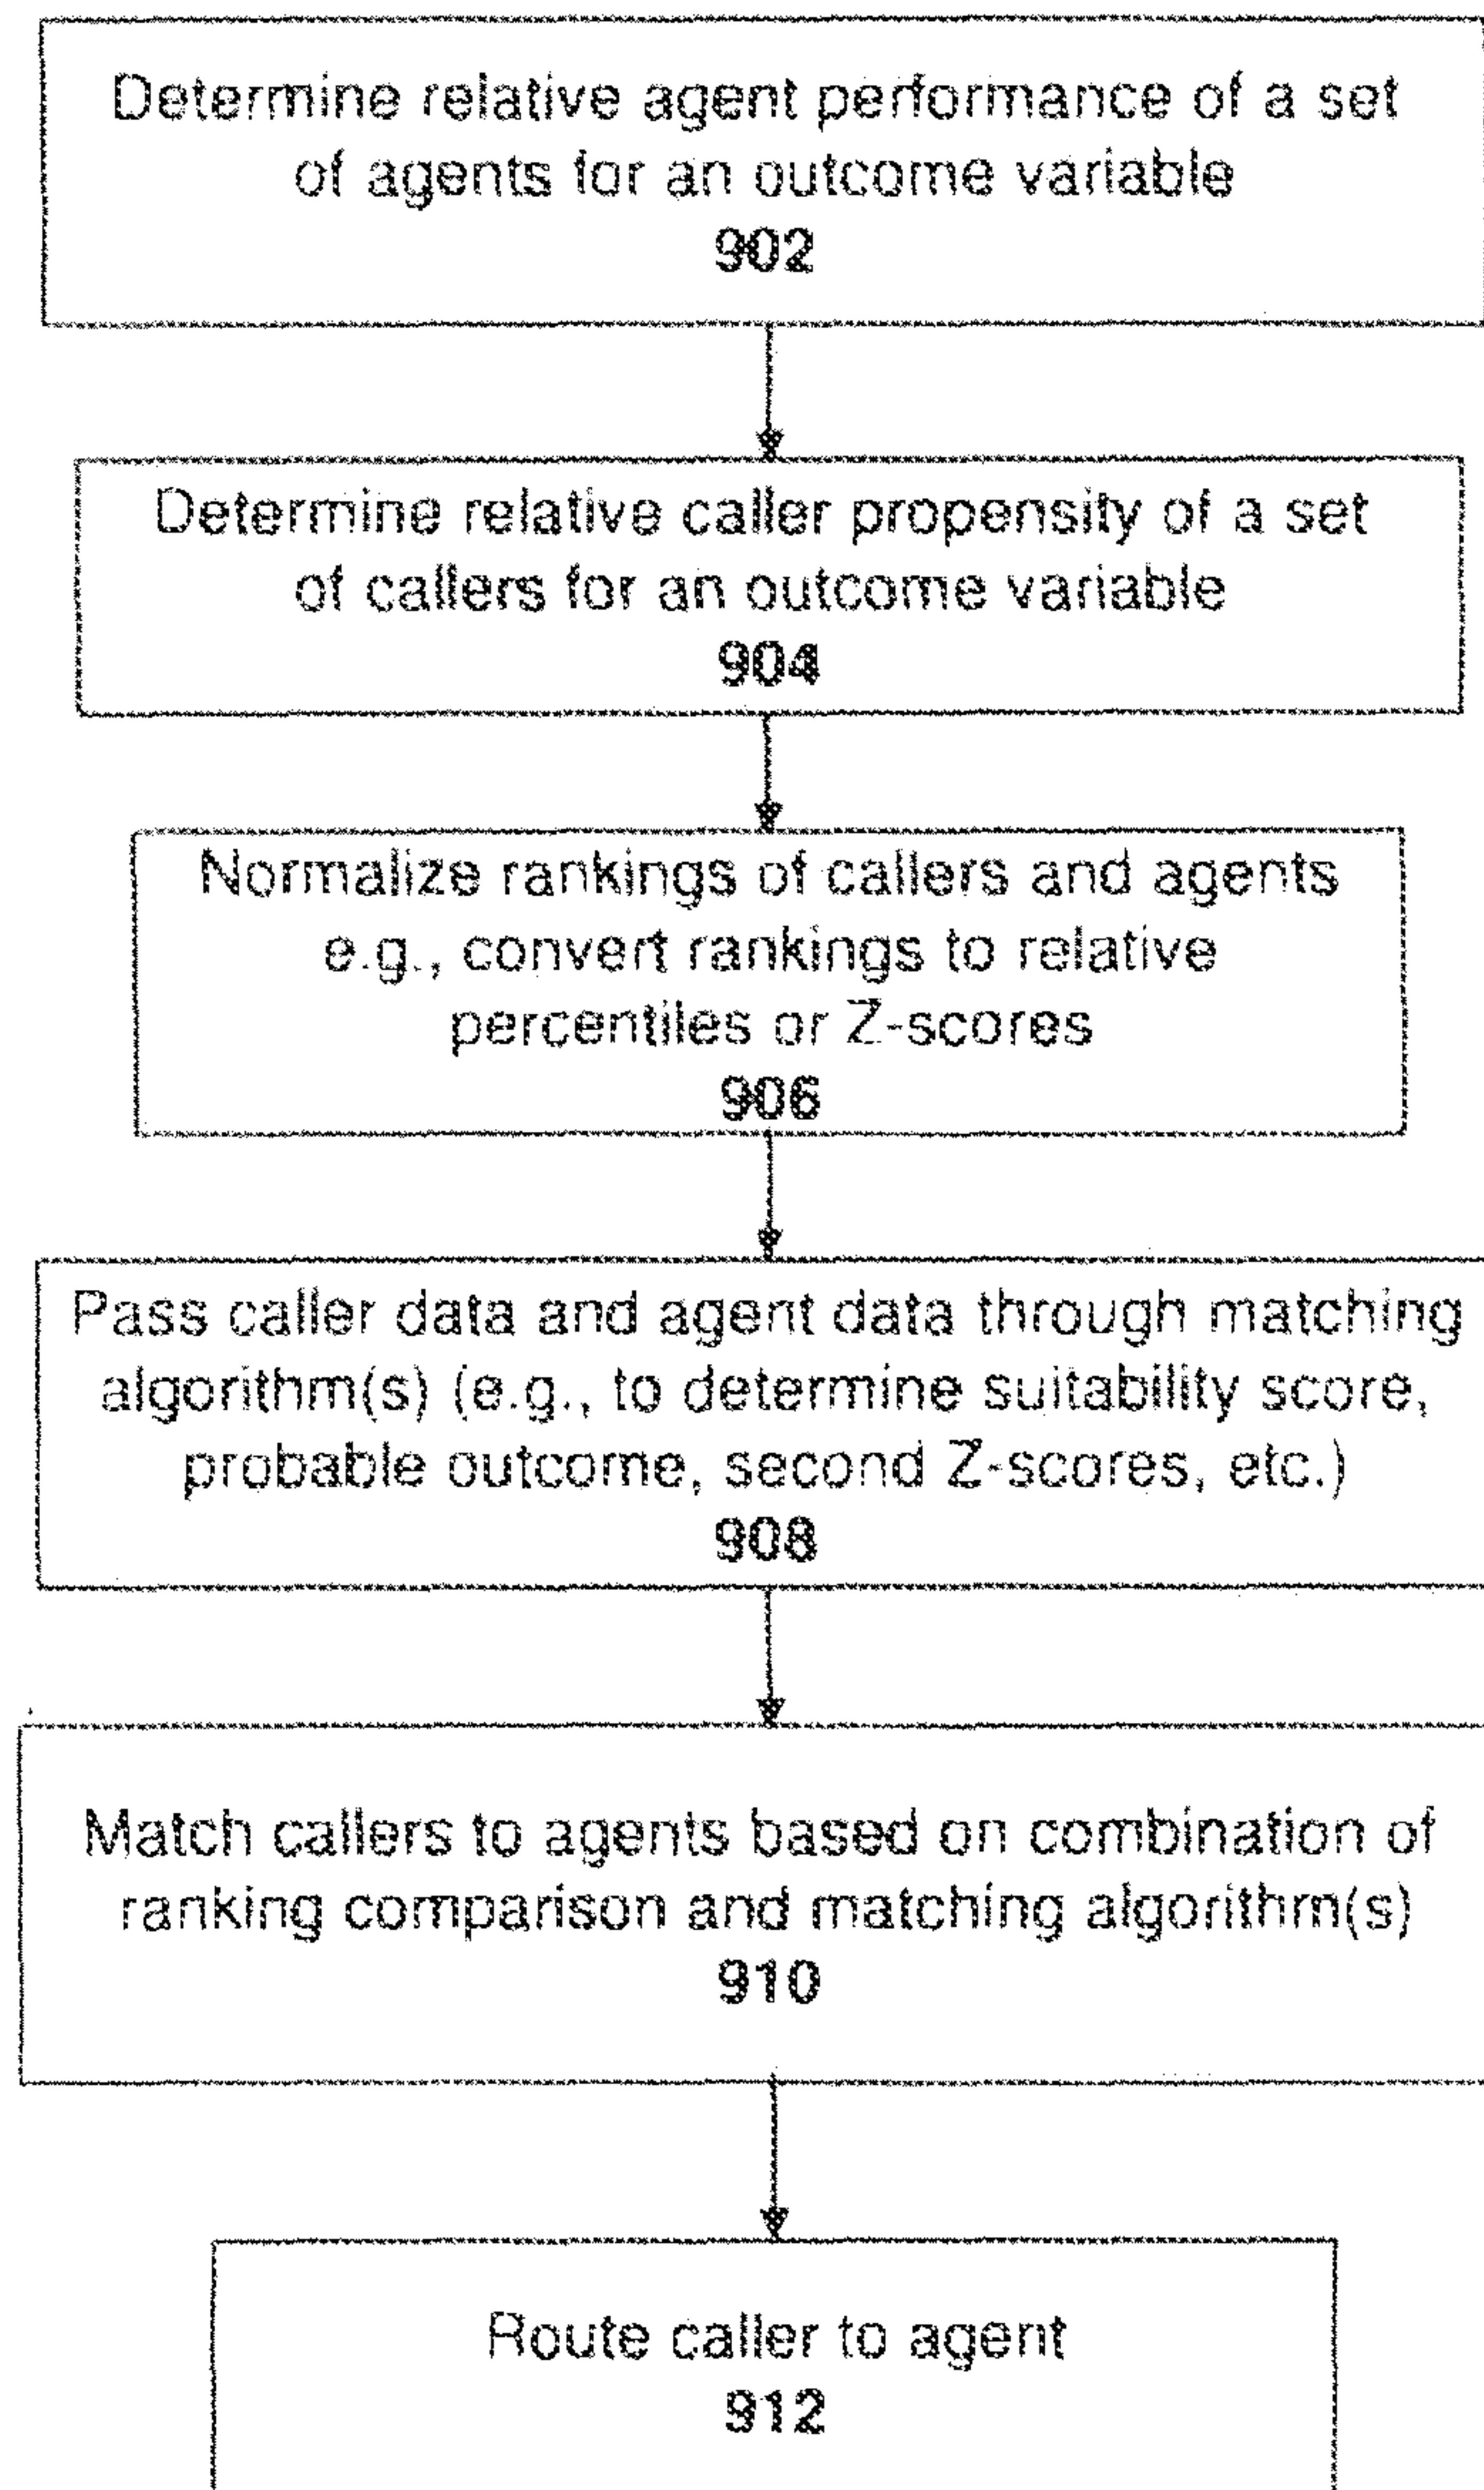 Determine relative agent performance of a set
of agents for an outcome variable
902
Determine relative caller propensity of a set
of callers for an outcome variable
904
Normalize rankings of callers and agents
e.g., convert rankings to relative
percentiles or Z-scores
906
Pass caller data and agent data through matching
algorithm(s) (e.g., to determine suitability score,
probable outcome, second Z-scores, etc.)
908
Match callers to agents based on combination of
ranking comparison and matching algorithm(s)
910
Route caller to agent
912